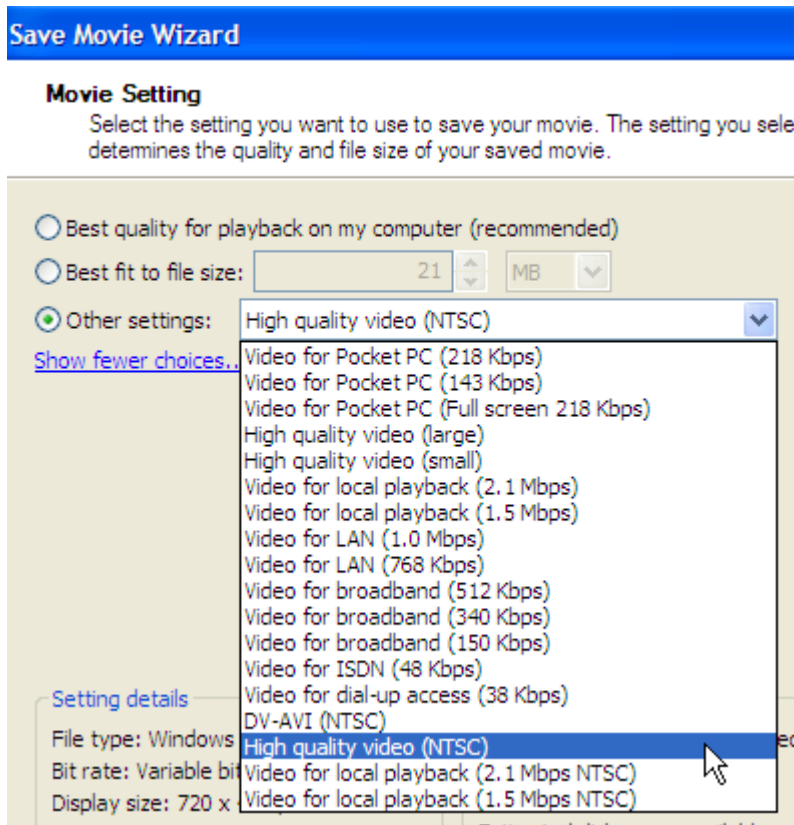 Save Movie Wizard
Movie Setting
Select the setting you want to use to save your movie. The setting you
determines the quality and file size of your saved movie.
Best quality for playback on my computer (recommended)
Best fit to file size: 21 MB
Other settings: High quality video (NTSC)
Show fewer choices..
Video for Pocket PC (218 Kbps)
Video for Pocket PC (143 Kbps)
Video for Pocket PC (Full screen 218 Kbps)
High quality video (large)
High quality video (small)
Video for local playback (2.1 Mbps)
Video for local playback (1.5 Mbps)
Video for LAN (1.0 Mbps)
Video for LAN (768 Kbps)
Video for broadband (512 Kbps)
Video for broadband (340 Kbps)
Video for broadband (150 Kbps)
Video for ISDN (48 Kbps)
Video for dial-up access (38 Kbps)
DV-AVI (NTSC)
High quality video (NTSC)
Video for local playback (2.1 Mbps NTSC)
Video for local playback (1.5 Mbps NTSC)
Setting details
File type: Windows
Bit rate: Variable bit
Display size: 720 x